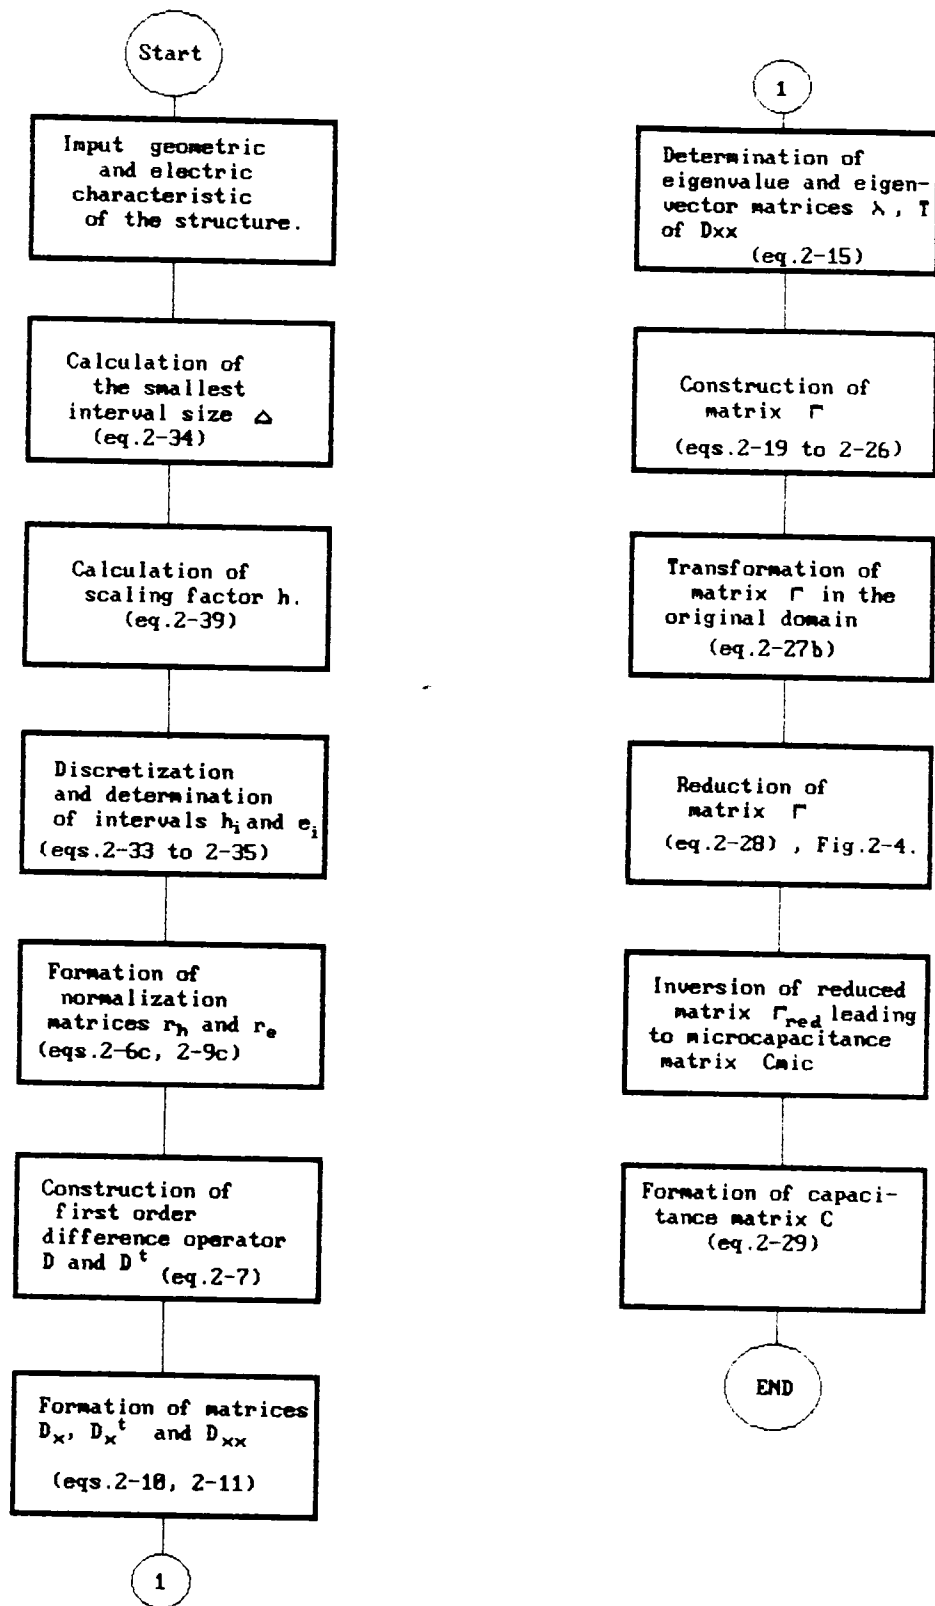 Start
Imput geometric
and electric
characteristic
of the structure.
Calculation of
the smallest
interval size Δ
(eq.2-34)
Calculation of
scaling factor h.
(eq.2-39)
Discretization
and determination
of intervals hi and ei
(eqs.2-33 to 2-35)
Formation of
normalization
matrices rh and re
(eqs.2-6c, 2-9c)
Construction of
first order
difference operator
D and D^t (eq.2-7)
Formation of matrices
Dx, Dx^t and Dxx
(eqs.2-10, 2-11)
1
1
Determination of
eigenvalue and eigen-
vector matrices λ, T
of Dxx
(eq.2-15)
Construction of
matrix Γ
(eqs.2-19 to 2-26)
Transformation of
matrix Γ in the
original domain
(eq.2-27b)
Reduction of
matrix Γ
(eq.2-28) , Fig.2-4.
Inversion of reduced
matrix Γred leading
to microcapacitance
matrix Cmic
Formation of capaci-
tance matrix C
(eq.2-29)
END